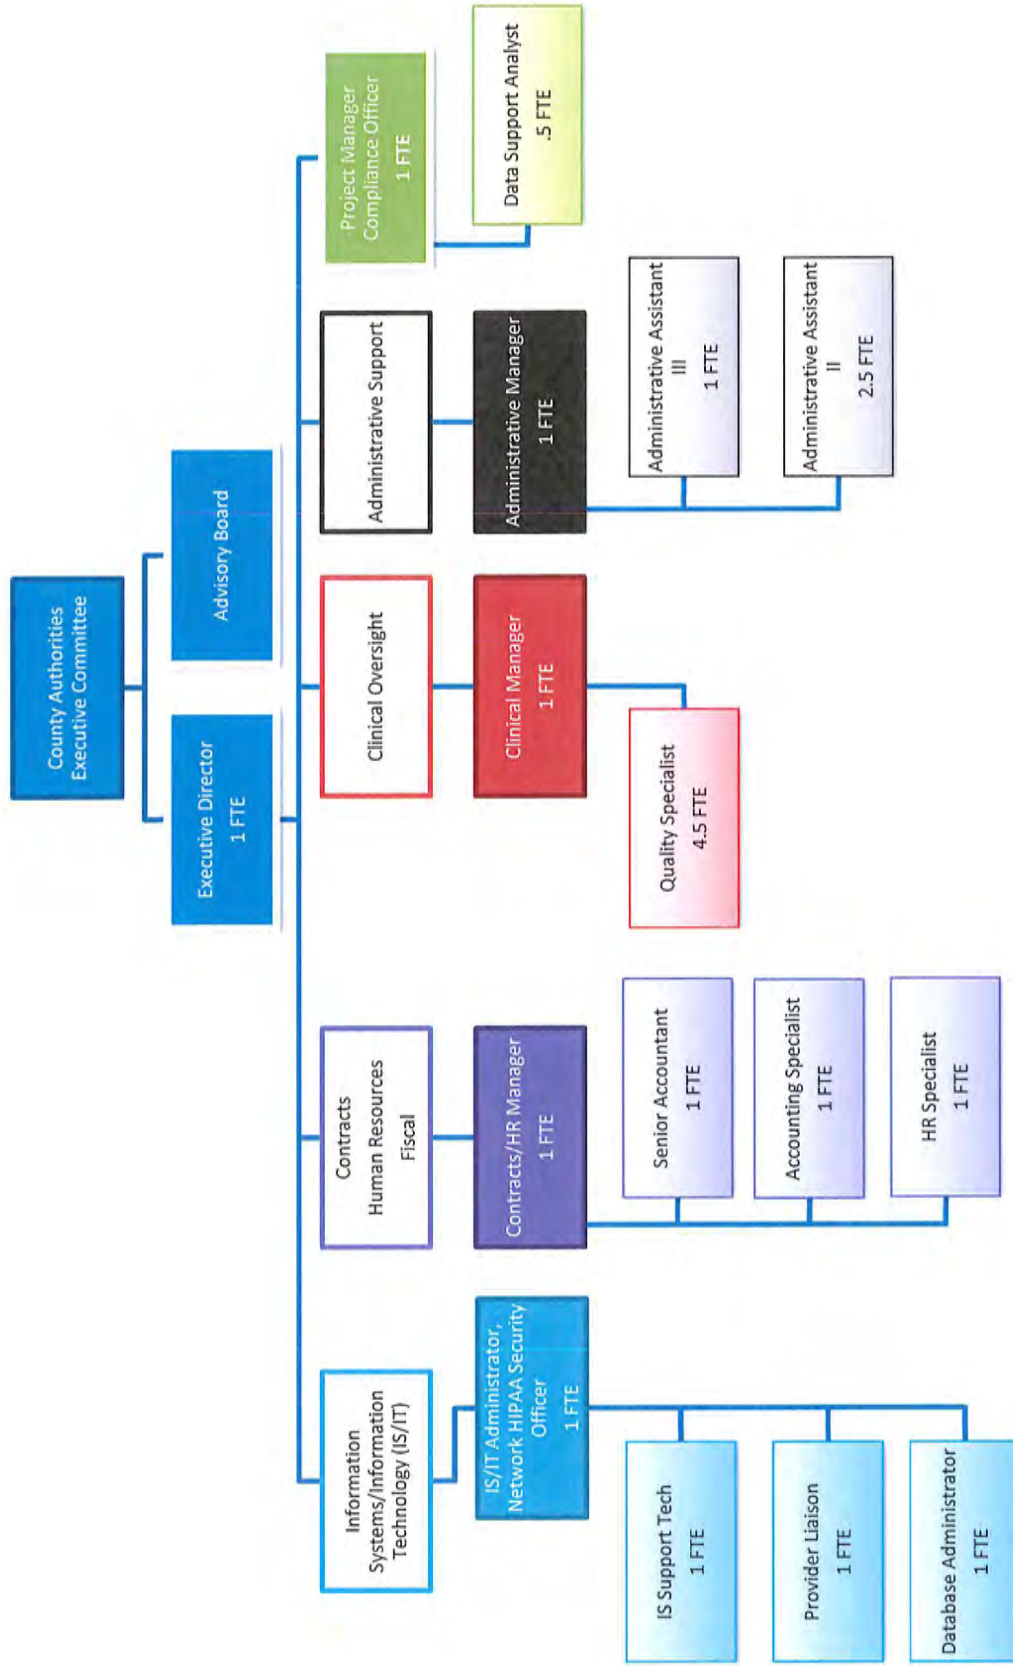 County Authorities
Executive Committee
Executive Director
1 FTE
Advisory Board
Information
Systems/Information
Technology (IS/IT)
Contracts
Human Resources
Fiscal
Clinical Oversight
Administrative Support
Project Manager
Compliance Officer
1 FTE
IS/IT Administrator,
Network HIPAA Security
Officer
1 FTE
Contracts/HR Manager
1 FTE
Clinical Manager
1 FTE
Administrative Manager
1 FTE
Data Support Analyst
.5 FTE
IS Support Tech
1 FTE
Provider Liaison
1 FTE
Database Administrator
1 FTE
Senior Accountant
1 FTE
Accounting Specialist
1 FTE
HR Specialist
1 FTE
Quality Specialist
4.5 FTE
Administrative Assistant
III
1 FTE
Administrative Assistant
II
2.5 FTE